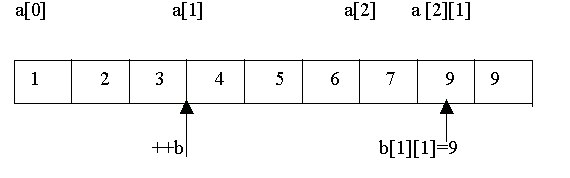 a[0] a[1] a[2] a [2][1]
1 2 3 4 5 6 7 9 9
++b b[1][1]=9